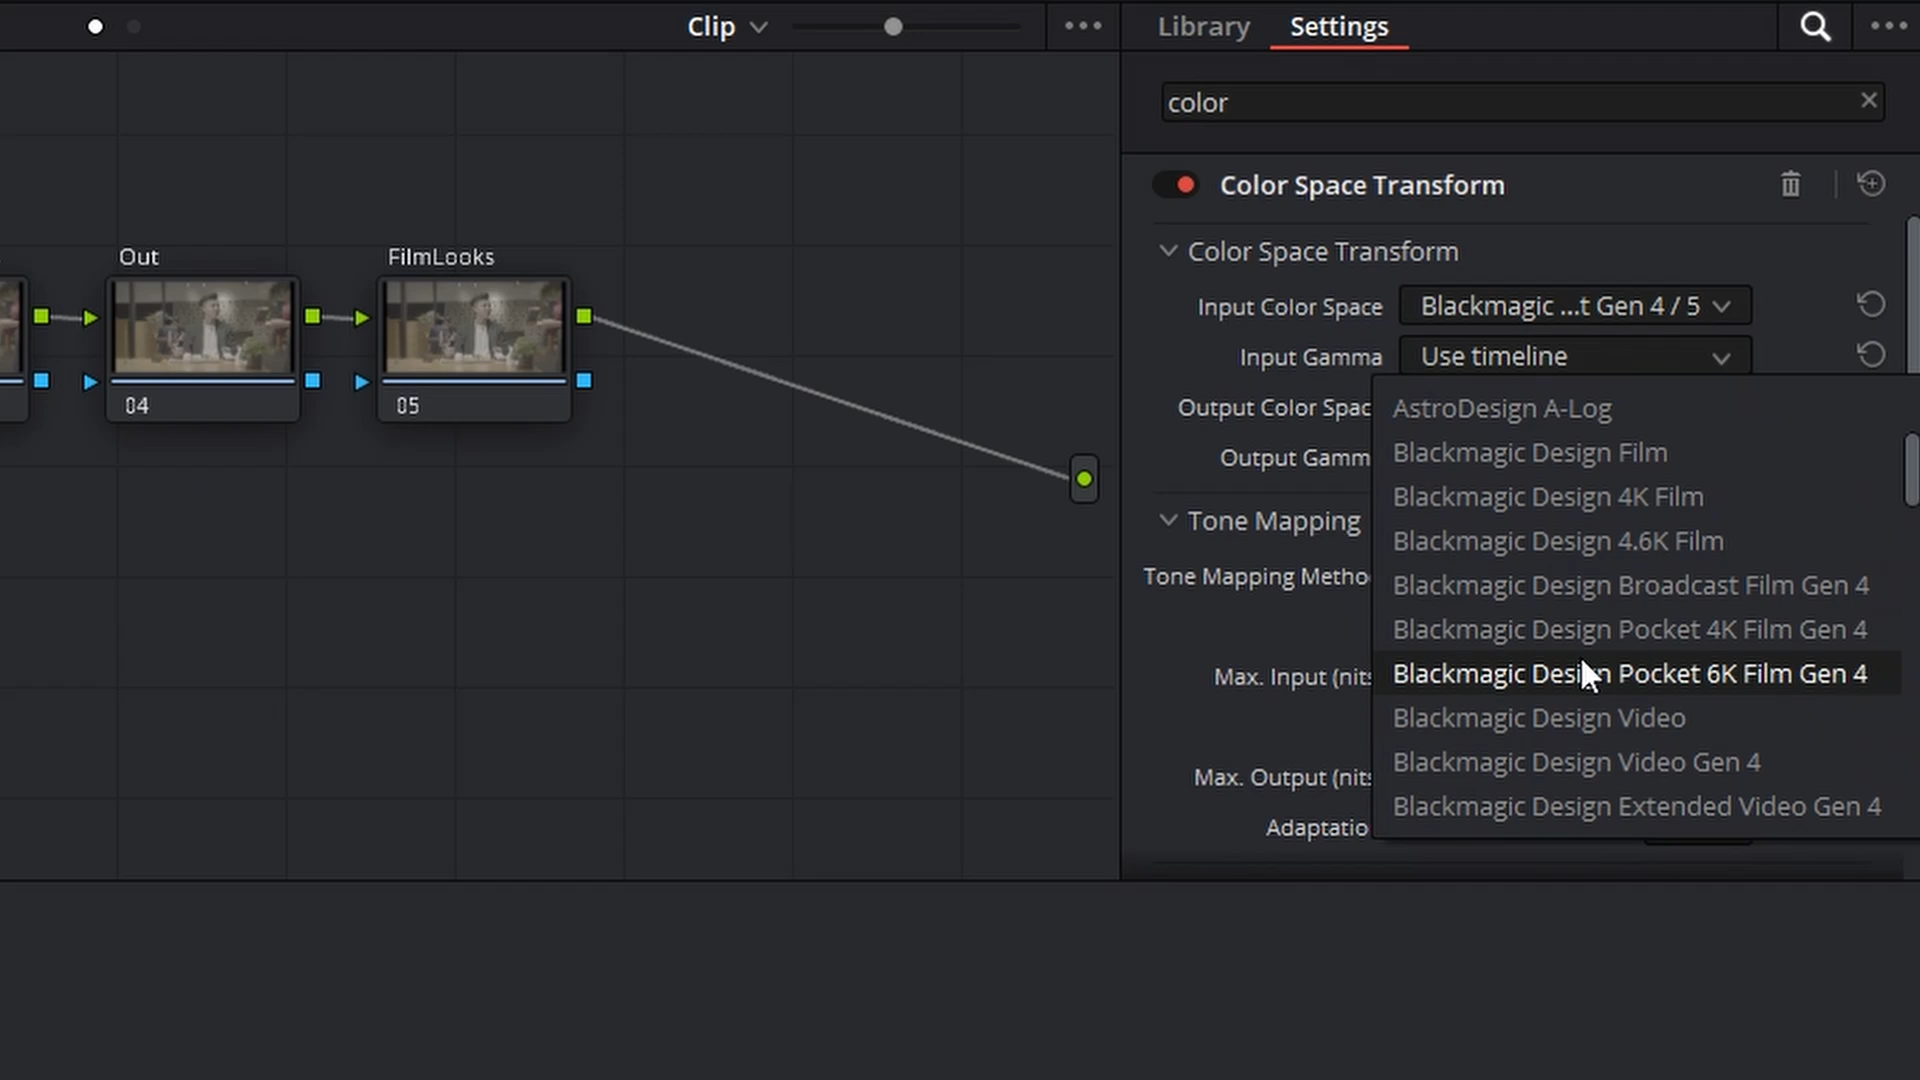 Clip
Library
Settings
color
Color Space Transform
Color Space Transform
Input Color Space
Blackmagic ...t Gen 4 / 5
Input Gamma
Use timeline
Output Color Spac
Output Gamm
Tone Mapping
Tone Mapping Metho
Max. Input (nits
Max. Output (nits
Adaptatio
AstroDesign A-Log
Blackmagic Design Film
Blackmagic Design 4K Film
Blackmagic Design 4.6K Film
Blackmagic Design Broadcast Film Gen 4
Blackmagic Design Pocket 4K Film Gen 4
Blackmagic Design Pocket 6K Film Gen 4
Blackmagic Design Video
Blackmagic Design Video Gen 4
Blackmagic Design Extended Video Gen 4
Out
04
FilmLooks
05